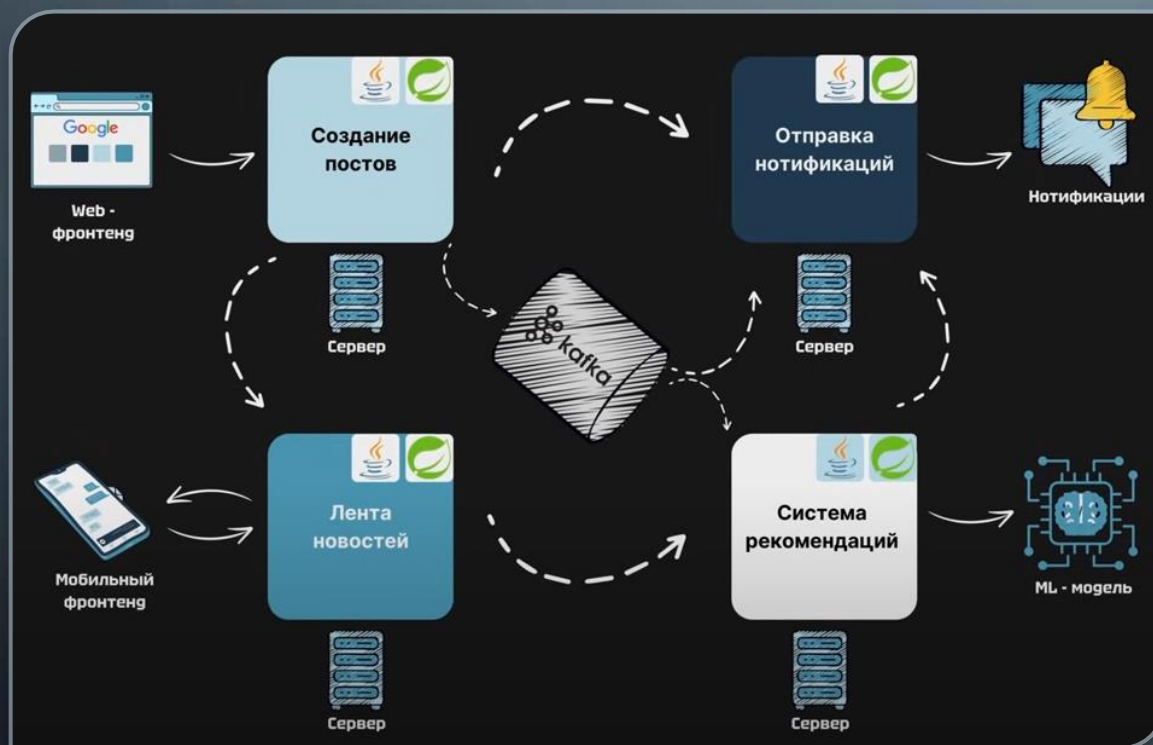 Создание
постов
Отправка
нотификаций
Google
Web -
фронтенд
Нотификации
Сервер
Сервер
kafka
Лента
новостей
Система
рекомендаций
Мобильный
фронтенд
ML - модель
Сервер
Сервер